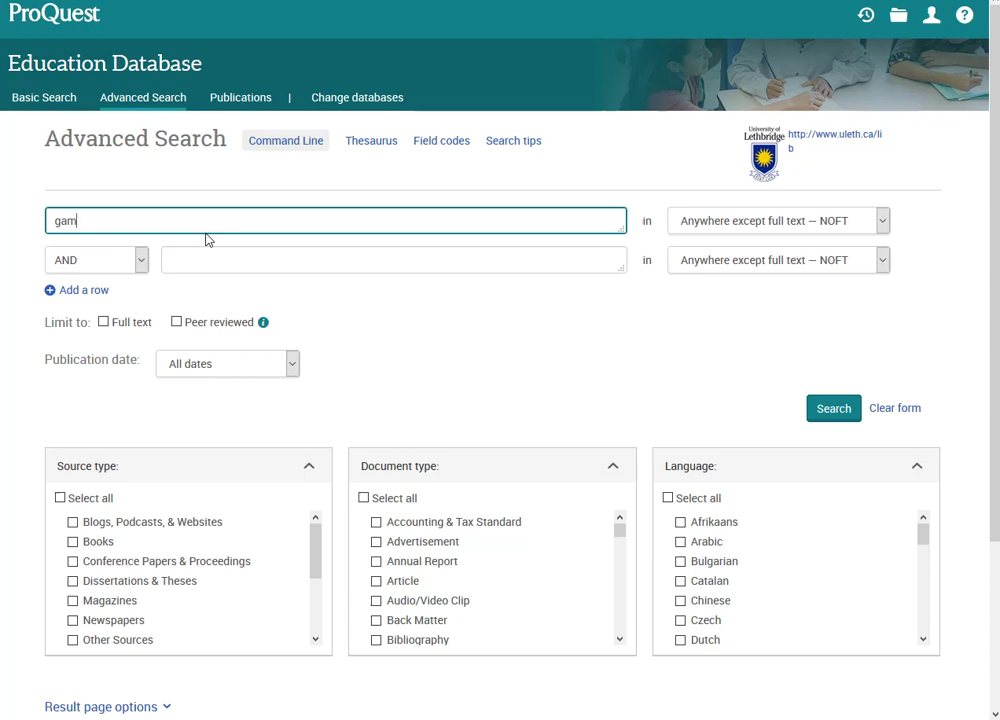 ProQuest
?
Education Database
Basic Search Advanced Search Publications | Change databases
Advanced Search Command Line Thesaurus Field codes Search tips
University of
Lethbridge
http://www.uleth.ca/li
b
gam in Anywhere except full text — NOFT
AND in Anywhere except full text — NOFT
Add a row
Limit to: Full text Peer reviewed i
Publication date: All dates
Search Clear form
Source type: Document type: Language:
Select all Select all Select all
Blogs, Podcasts, & Websites Accounting & Tax Standard Afrikaans
Books Advertisement Arabic
Conference Papers & Proceedings Annual Report Bulgarian
Dissertations & Theses Article Catalan
Magazines Audio/Video Clip Chinese
Newspapers Back Matter Czech
Other Sources Bibliography Dutch
Result page options